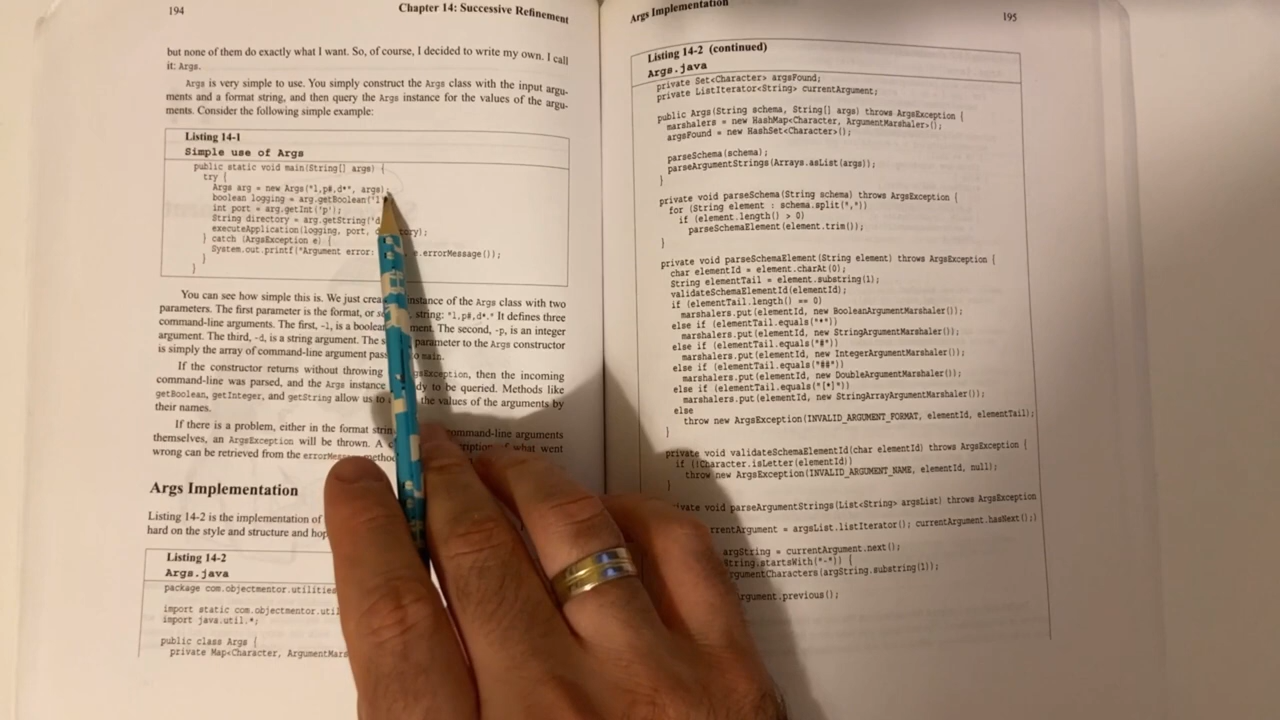 194
Chapter 14: Successive Refinement
but none of them do exactly what I want. So, of course, I decided to write my own. I call
it: Args.
Args is very simple to use. You simply construct the Args class with the input argu-
ments and a format string, and then query the Args instance for the values of the argu-
ments. Consider the following simple example:
Listing 14-1
Simple use of Args
public static void main(String[] args) {
try {
Args arg = new Args("l,p#,d*", args);
boolean logging = arg.getBoolean('l'
int port = arg.getInt('p');
String directory = arg.getString('d
executeApplication(logging, port, d ctory);
} catch (ArgsException e) {
System.out.printf("Argument error: .errorMessage());
}
}
You can see how simple this is. We just crea instance of the Args class with two
parameters. The first parameter is the format, or s string: "l,p#,d*." It defines three
command-line arguments. The first, -l, is a boolean ment. The second, -p, is an integer
argument. The third, -d, is a string argument. The s parameter to the Args constructor
is simply the array of command-line argument pas o main.
If the constructor returns without throwing gsException, then the incoming
command-line was parsed, and the Args instance dy to be queried. Methods like
getBoolean, getInteger, and getString allow us to the values of the arguments by
their names.
If there is a problem, either in the format strin command-line arguments
themselves, an ArgsException will be thrown. A of what went
wrong can be retrieved from the metho
Args Implementation
Listing 14-2 is the implementation of
hard on the style and structure and hop
Listing 14-2
Args.java
package com.objectmentor.utilities
import static com.objectmentor.util
import java.util.*;
public class Args {
private Map<Character, ArgumentMars
Args Implementation
195
Listing 14-2 (continued)
Args.java
private Set<Character> argsFound;
private ListIterator<String> currentArgument;
public Args(String schema, String[] args) throws ArgsException {
marshalers = new HashMap<Character, ArgumentMarshaler>();
argsFound = new HashSet<Character>();
parseSchema(schema);
parseArgumentStrings(Arrays.asList(args));
}
private void parseSchema(String schema) throws ArgsException {
for (String element : schema.split(","))
if (element.length() > 0)
parseSchemaElement(element.trim());
}
private void parseSchemaElement(String element) throws ArgsException {
char elementId = element.charAt(0);
String elementTail = element.substring(1);
validateSchemaElementId(elementId);
if (elementTail.length() == 0)
marshalers.put(elementId, new BooleanArgumentMarshaler());
else if (elementTail.equals("*"))
marshalers.put(elementId, new StringArgumentMarshaler());
else if (elementTail.equals("#"))
marshalers.put(elementId, new IntegerArgumentMarshaler());
else if (elementTail.equals("##"))
marshalers.put(elementId, new DoubleArgumentMarshaler());
else if (elementTail.equals("[*]"))
marshalers.put(elementId, new StringArrayArgumentMarshaler());
else
throw new ArgsException(INVALID_ARGUMENT_FORMAT, elementId, elementTail);
}
private void validateSchemaElementId(char elementId) throws ArgsException {
if (!Character.isLetter(elementId))
throw new ArgsException(INVALID_ARGUMENT_NAME, elementId, null);
}
ivate void parseArgumentStrings(List<String> argsList) throws ArgsException
rrentArgument = argsList.listIterator(); currentArgument.hasNext();)
argString = currentArgument.next();
tring.startsWith("-")) {
rgumentCharacters(argString.substring(1));
rgument.previous();